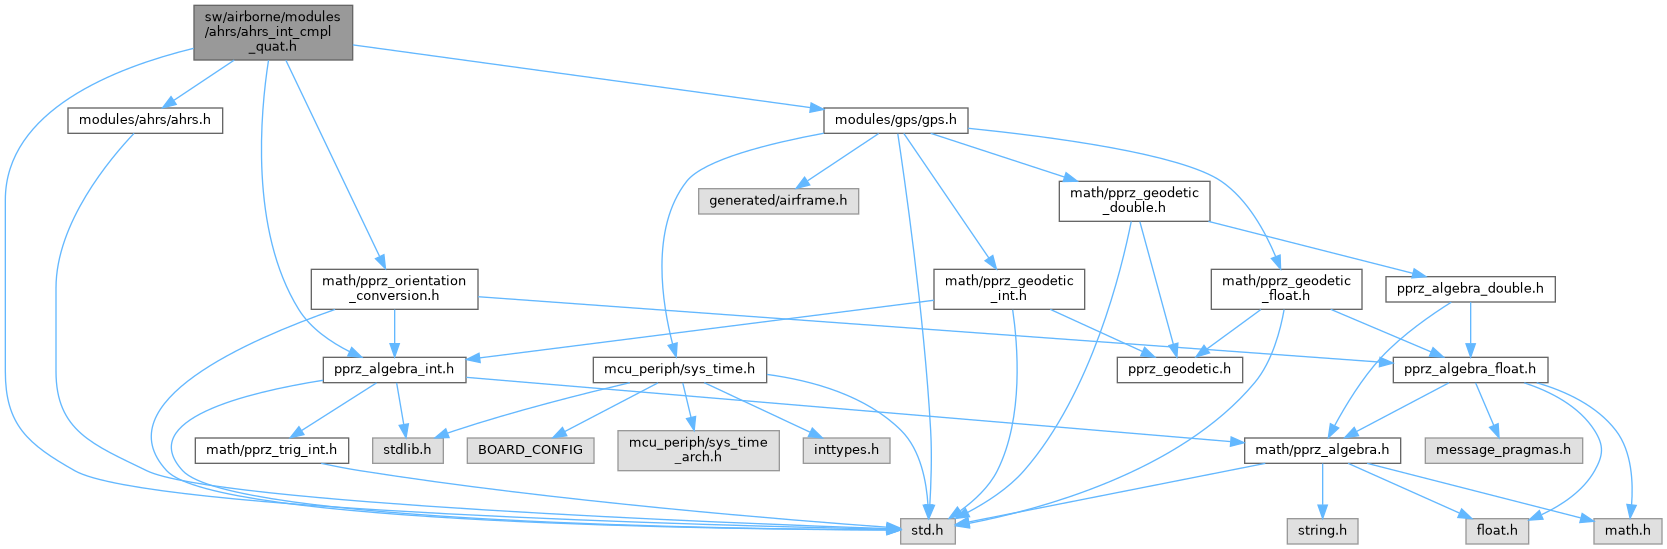 sw/airborne/modules
/ahrs/ahrs_int_cmpl
_quat.h
modules/ahrs/ahrs.h
modules/gps/gps.h
generated/airframe.h
math/pprz_geodetic
_double.h
math/pprz_orientation
_conversion.h
math/pprz_geodetic
_int.h
math/pprz_geodetic
_float.h
pprz_algebra_double.h
pprz_algebra_int.h
mcu_periph/sys_time.h
pprz_geodetic.h
pprz_algebra_float.h
math/pprz_trig_int.h
stdlib.h
BOARD_CONFIG
mcu_periph/sys_time
_arch.h
inttypes.h
math/pprz_algebra.h
message_pragmas.h
std.h
string.h
float.h
math.h